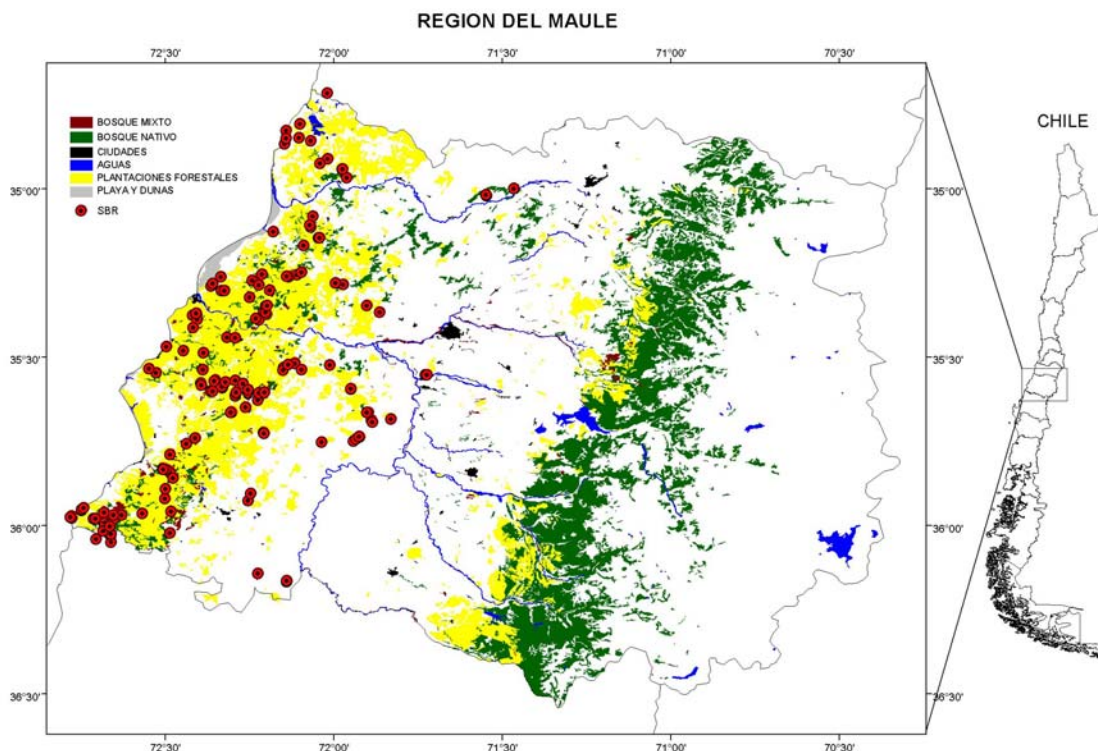 REGION DEL MAULE
72°30' 72°00' 71°30' 71°00' 70°30'
CHILE
BOSQUE MIXTO
BOSQUE NATIVO
CIUDADES
AGUAS
PLANTACIONES FORESTALES
PLAYA Y DUNAS
SBR
35°00' 35°00'
35°30' 35°30'
36°00' 36°00'
36°30' 36°30'
72°30' 72°00' 71°30' 71°00' 70°30'